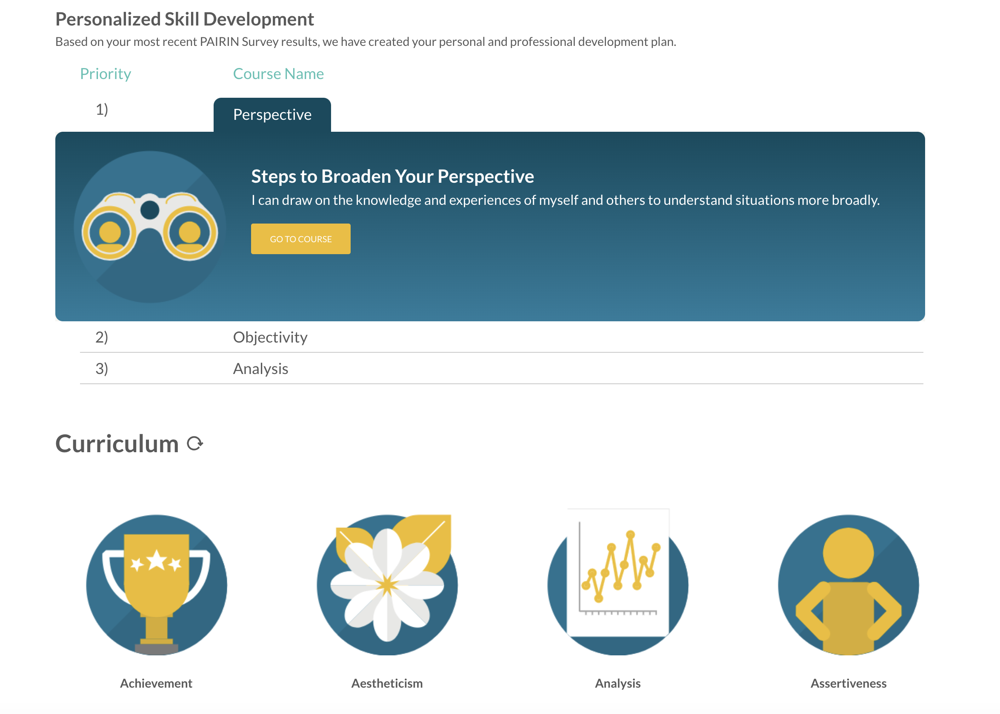 Personalized Skill Development
Based on your most recent PAIRIN Survey results, we have created your personal and professional development plan.
Priority Course Name
1) Perspective
Steps to Broaden Your Perspective
I can draw on the knowledge and experiences of myself and others to understand situations more broadly.
GO TO COURSE
2) Objectivity
3) Analysis
Curriculum
Achievement Aestheticism Analysis Assertiveness